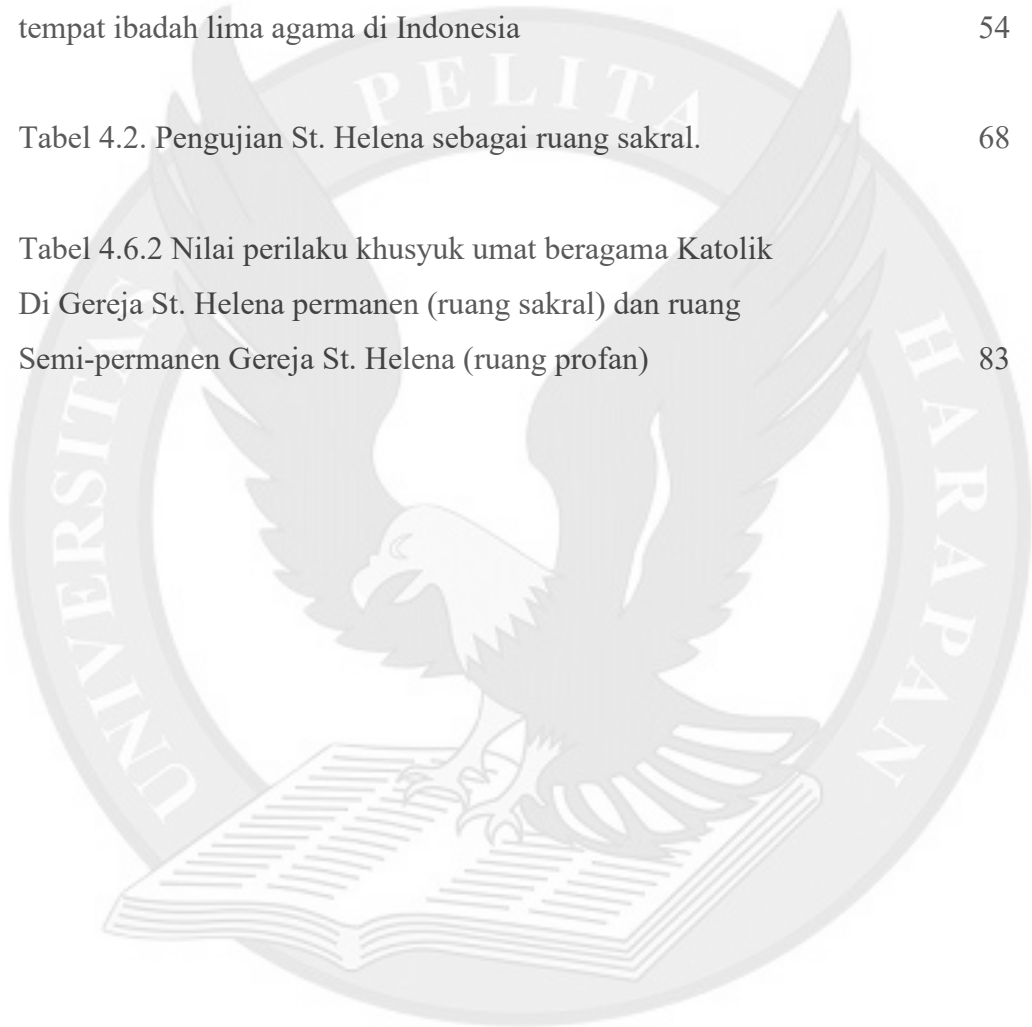 tempat ibadah lima agama di Indonesia 54
Tabel 4.2. Pengujian St. Helena sebagai ruang sakral. 68
Tabel 4.6.2 Nilai perilaku khusyuk umat beragama Katolik
Di Gereja St. Helena permanen (ruang sakral) dan ruang
Semi-permanen Gereja St. Helena (ruang profan) 83
UNIVERSITAS PELITA HARAPAN